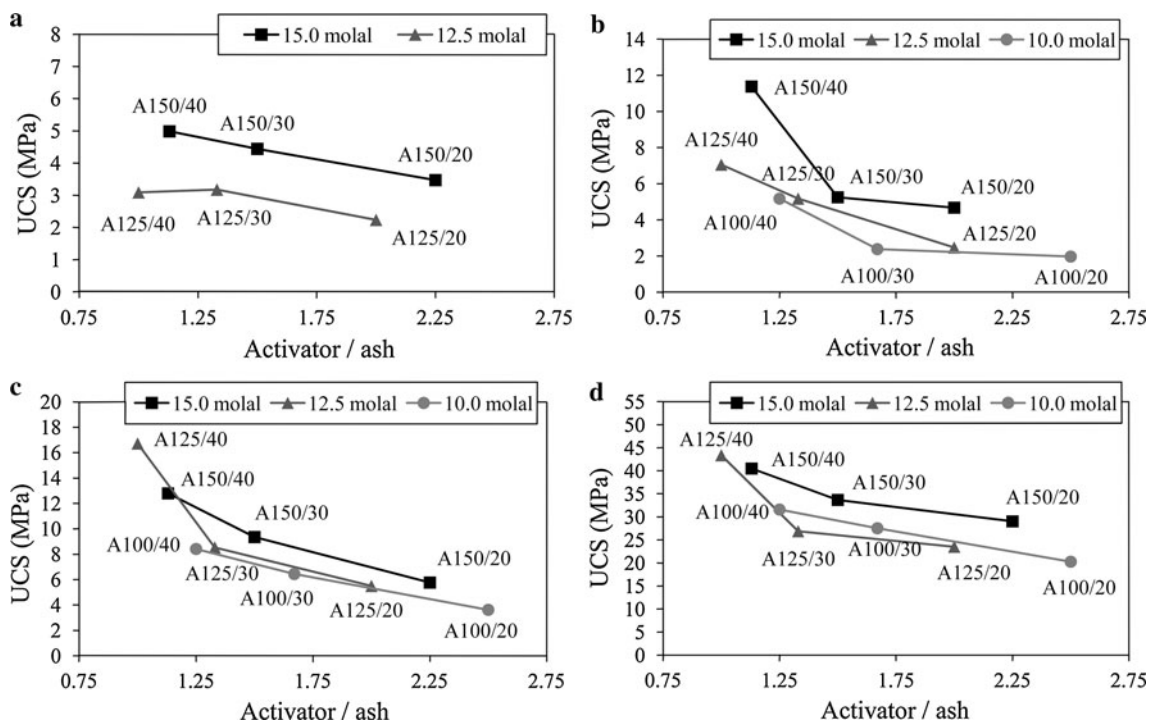 a
15.0 molal 12.5 molal
UCS (MPa)
8
7
6
5
4
3
2
1
0
A150/40
A150/30
A150/20
A125/40
A125/30
A125/20
0.75 1.25 1.75 2.25 2.75
Activator / ash
b
15.0 molal 12.5 molal 10.0 molal
UCS (MPa)
14
12
10
8
6
4
2
0
A150/40
A125/40
A125/30
A150/30
A150/20
A100/40
A125/20
A100/30
A100/20
0.75 1.25 1.75 2.25 2.75
Activator / ash
c
15.0 molal 12.5 molal 10.0 molal
UCS (MPa)
20
18
16
14
12
10
8
6
4
2
0
A125/40
A150/40
A150/30
A100/40
A125/30
A150/20
A100/30
A125/20
A100/20
0.75 1.25 1.75 2.25 2.75
Activator / ash
d
15.0 molal 12.5 molal 10.0 molal
UCS (MPa)
55
50
45
40
35
30
25
20
15
10
5
0
A125/40
A150/40
A150/30
A150/20
A100/40
A100/30
A125/30
A125/20
A100/20
0.75 1.25 1.75 2.25 2.75
Activator / ash